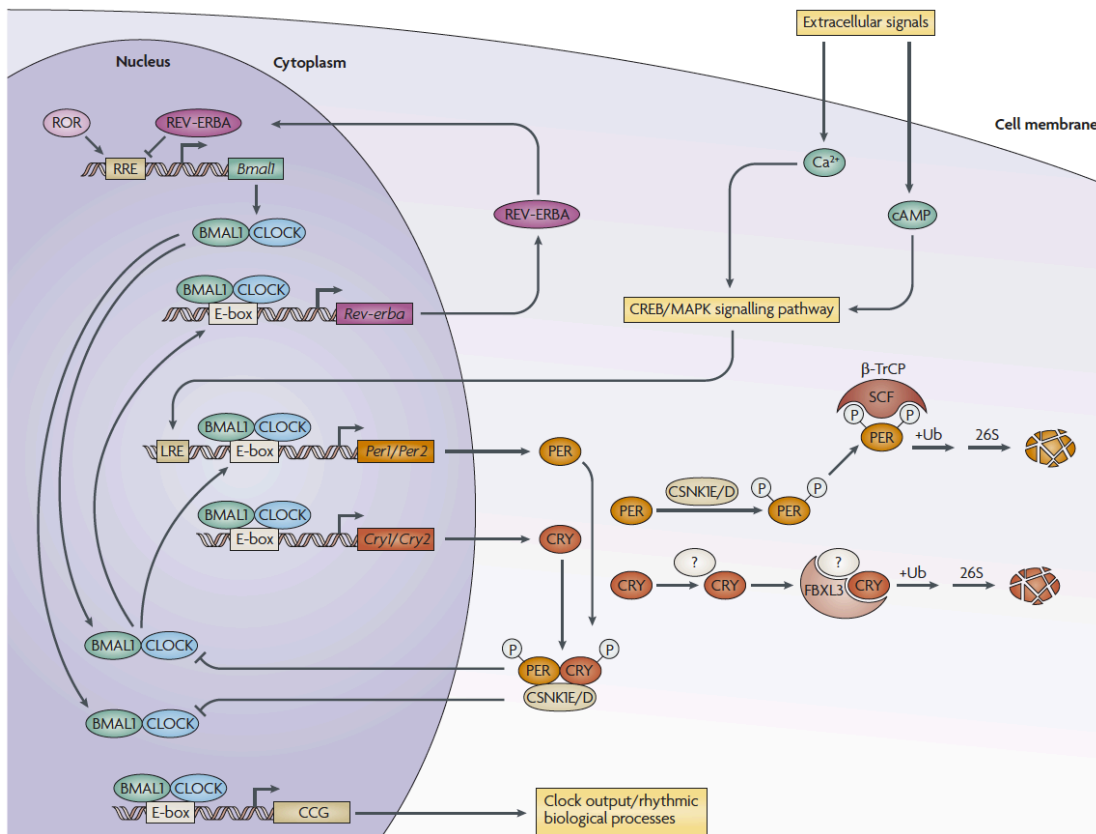 Extracellular signals
Nucleus
Cytoplasm
Cell membrane
ROR
REV-ERBA
RRE
Bmal1
Ca2+
BMAL1
CLOCK
REV-ERBA
cAMP
BMAL1
CLOCK
E-box
Rev-erba
CREB/MAPK signalling pathway
β-TrCP
SCF
P
P
PER
+Ub
26S
BMAL1
CLOCK
LRE
E-box
Per1/Per2
PER
CSNK1E/D
P
P
PER
PER
BMAL1
CLOCK
E-box
Cry1/Cry2
CRY
?
CRY
CRY
?
FBXL3
CRY
+Ub
26S
BMAL1
CLOCK
P
P
PER
CRY
CSNK1E/D
BMAL1
CLOCK
BMAL1
CLOCK
E-box
CCG
Clock output/rhythmic
biological processes